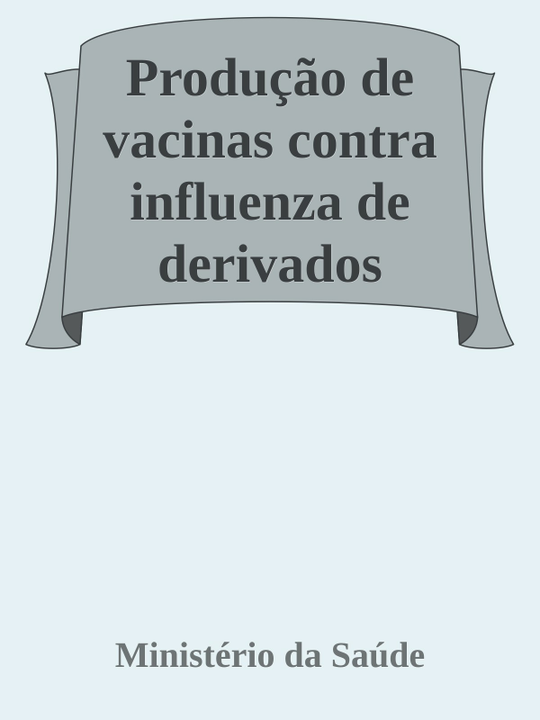 Produção de
vacinas contra
influenza de
derivados
Ministério da Saúde